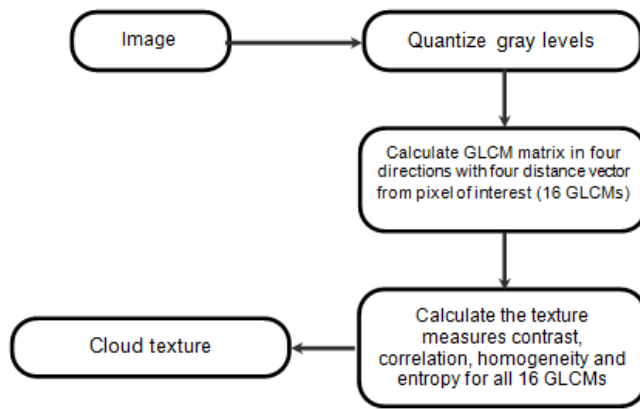 Image
Quantize gray levels
Calculate GLCM matrix in four
directions with four distance vector
from pixel of interest (16 GLCMs)
Calculate the texture
measures contrast,
correlation, homogeneity and
entropy for all 16 GLCMs
Cloud texture